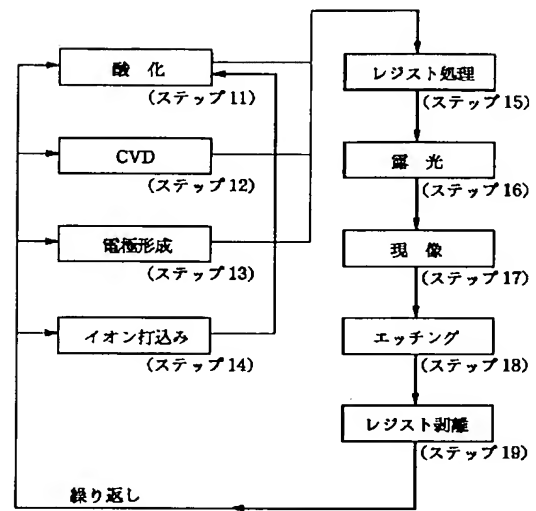 酸 化
(ステップ11)
CVD
(ステップ12)
電極形成
(ステップ13)
イオン打込み
(ステップ14)
レジスト処理
(ステップ15)
露 光
(ステップ16)
現 像
(ステップ17)
エッチング
(ステップ18)
レジスト剥離
(ステップ19)
繰り返し